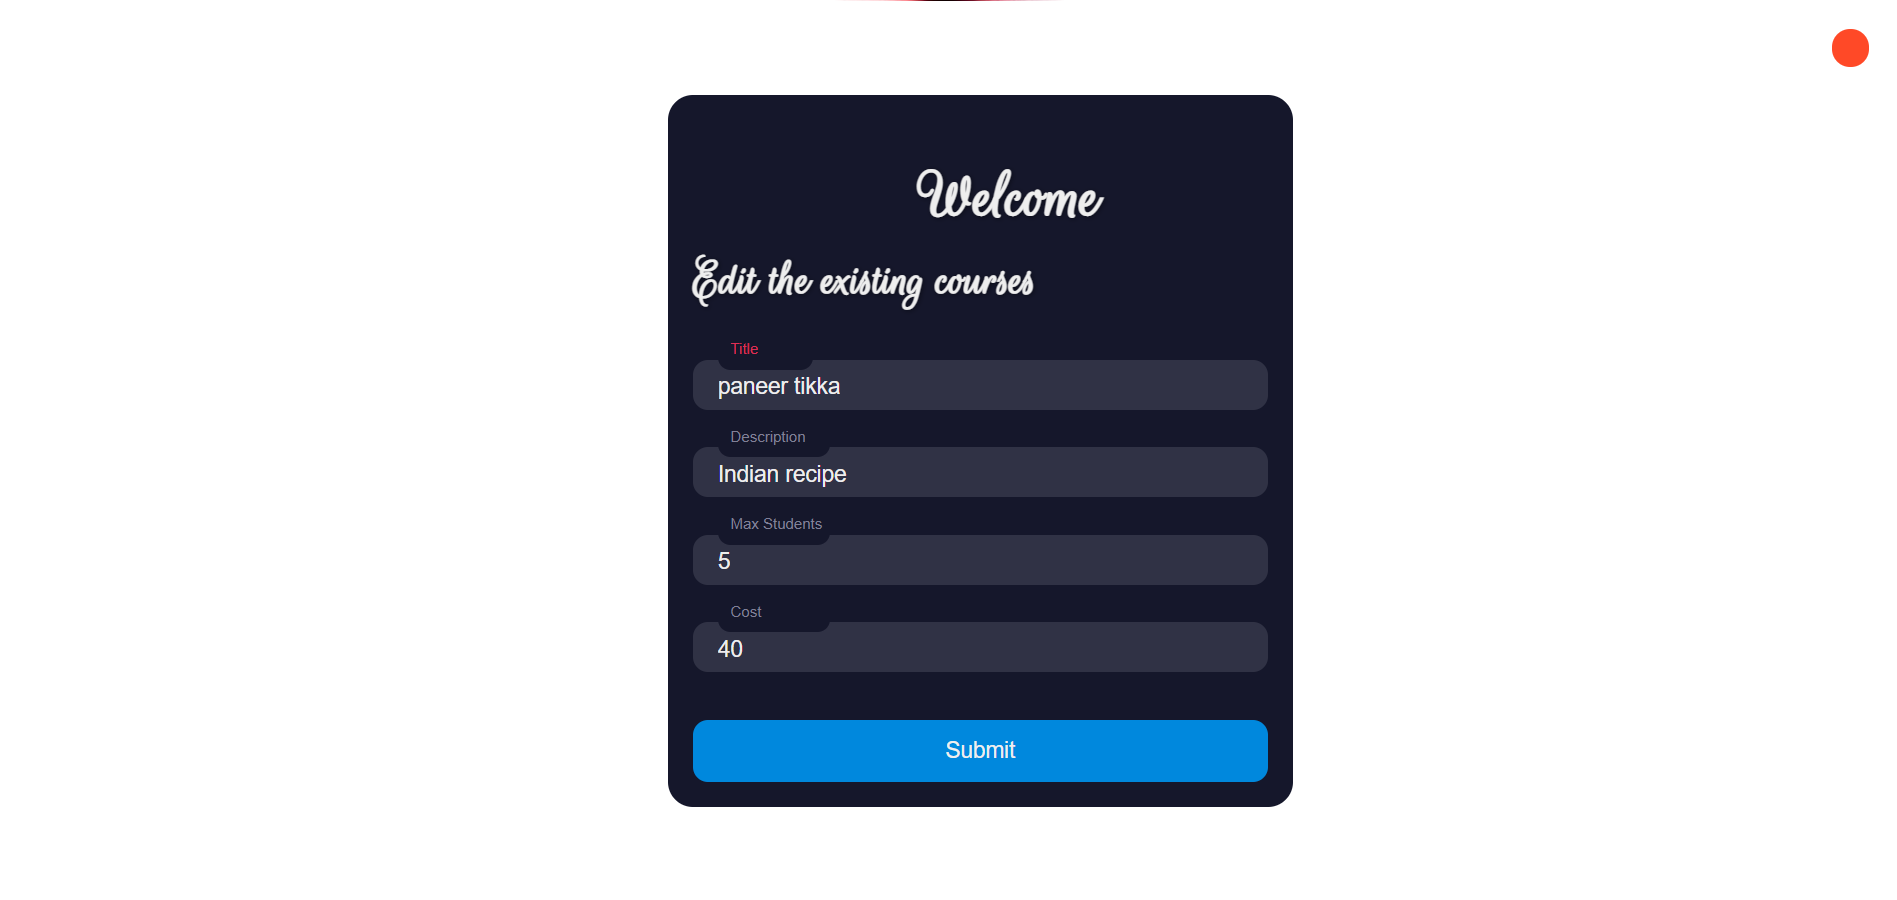 Welcome
Edit the existing courses
Title
paneer tikka
Description
Indian recipe
Max Students
5
Cost
40
Submit